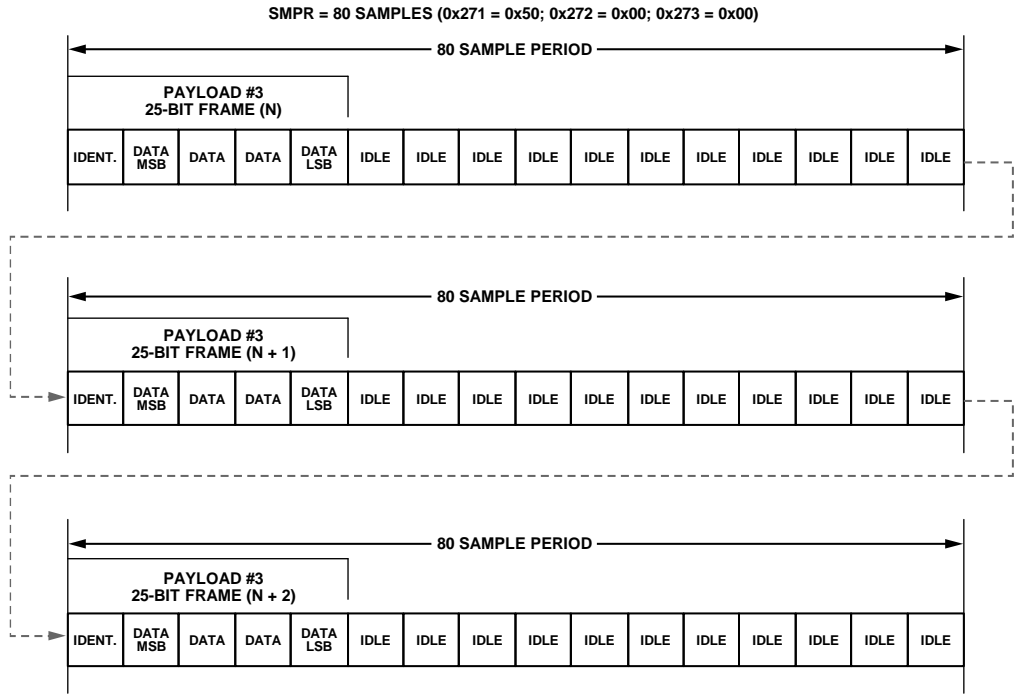 SMPR = 80 SAMPLES (0x271 = 0x50; 0x272 = 0x00; 0x273 = 0x00)
80 SAMPLE PERIOD
PAYLOAD #3
25-BIT FRAME (N)
IDENT. DATA MSB DATA DATA DATA LSB IDLE IDLE IDLE IDLE IDLE IDLE IDLE IDLE IDLE IDLE IDLE
80 SAMPLE PERIOD
PAYLOAD #3
25-BIT FRAME (N + 1)
IDENT. DATA MSB DATA DATA DATA LSB IDLE IDLE IDLE IDLE IDLE IDLE IDLE IDLE IDLE IDLE IDLE
80 SAMPLE PERIOD
PAYLOAD #3
25-BIT FRAME (N + 2)
IDENT. DATA MSB DATA DATA DATA LSB IDLE IDLE IDLE IDLE IDLE IDLE IDLE IDLE IDLE IDLE IDLE